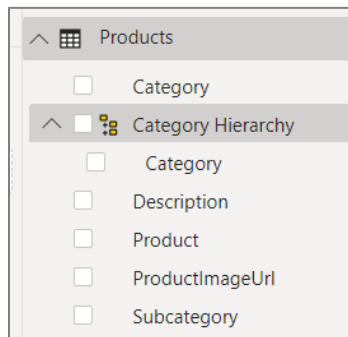 Products
Category
Category Hierarchy
Category
Description
Product
ProductImageUrl
Subcategory